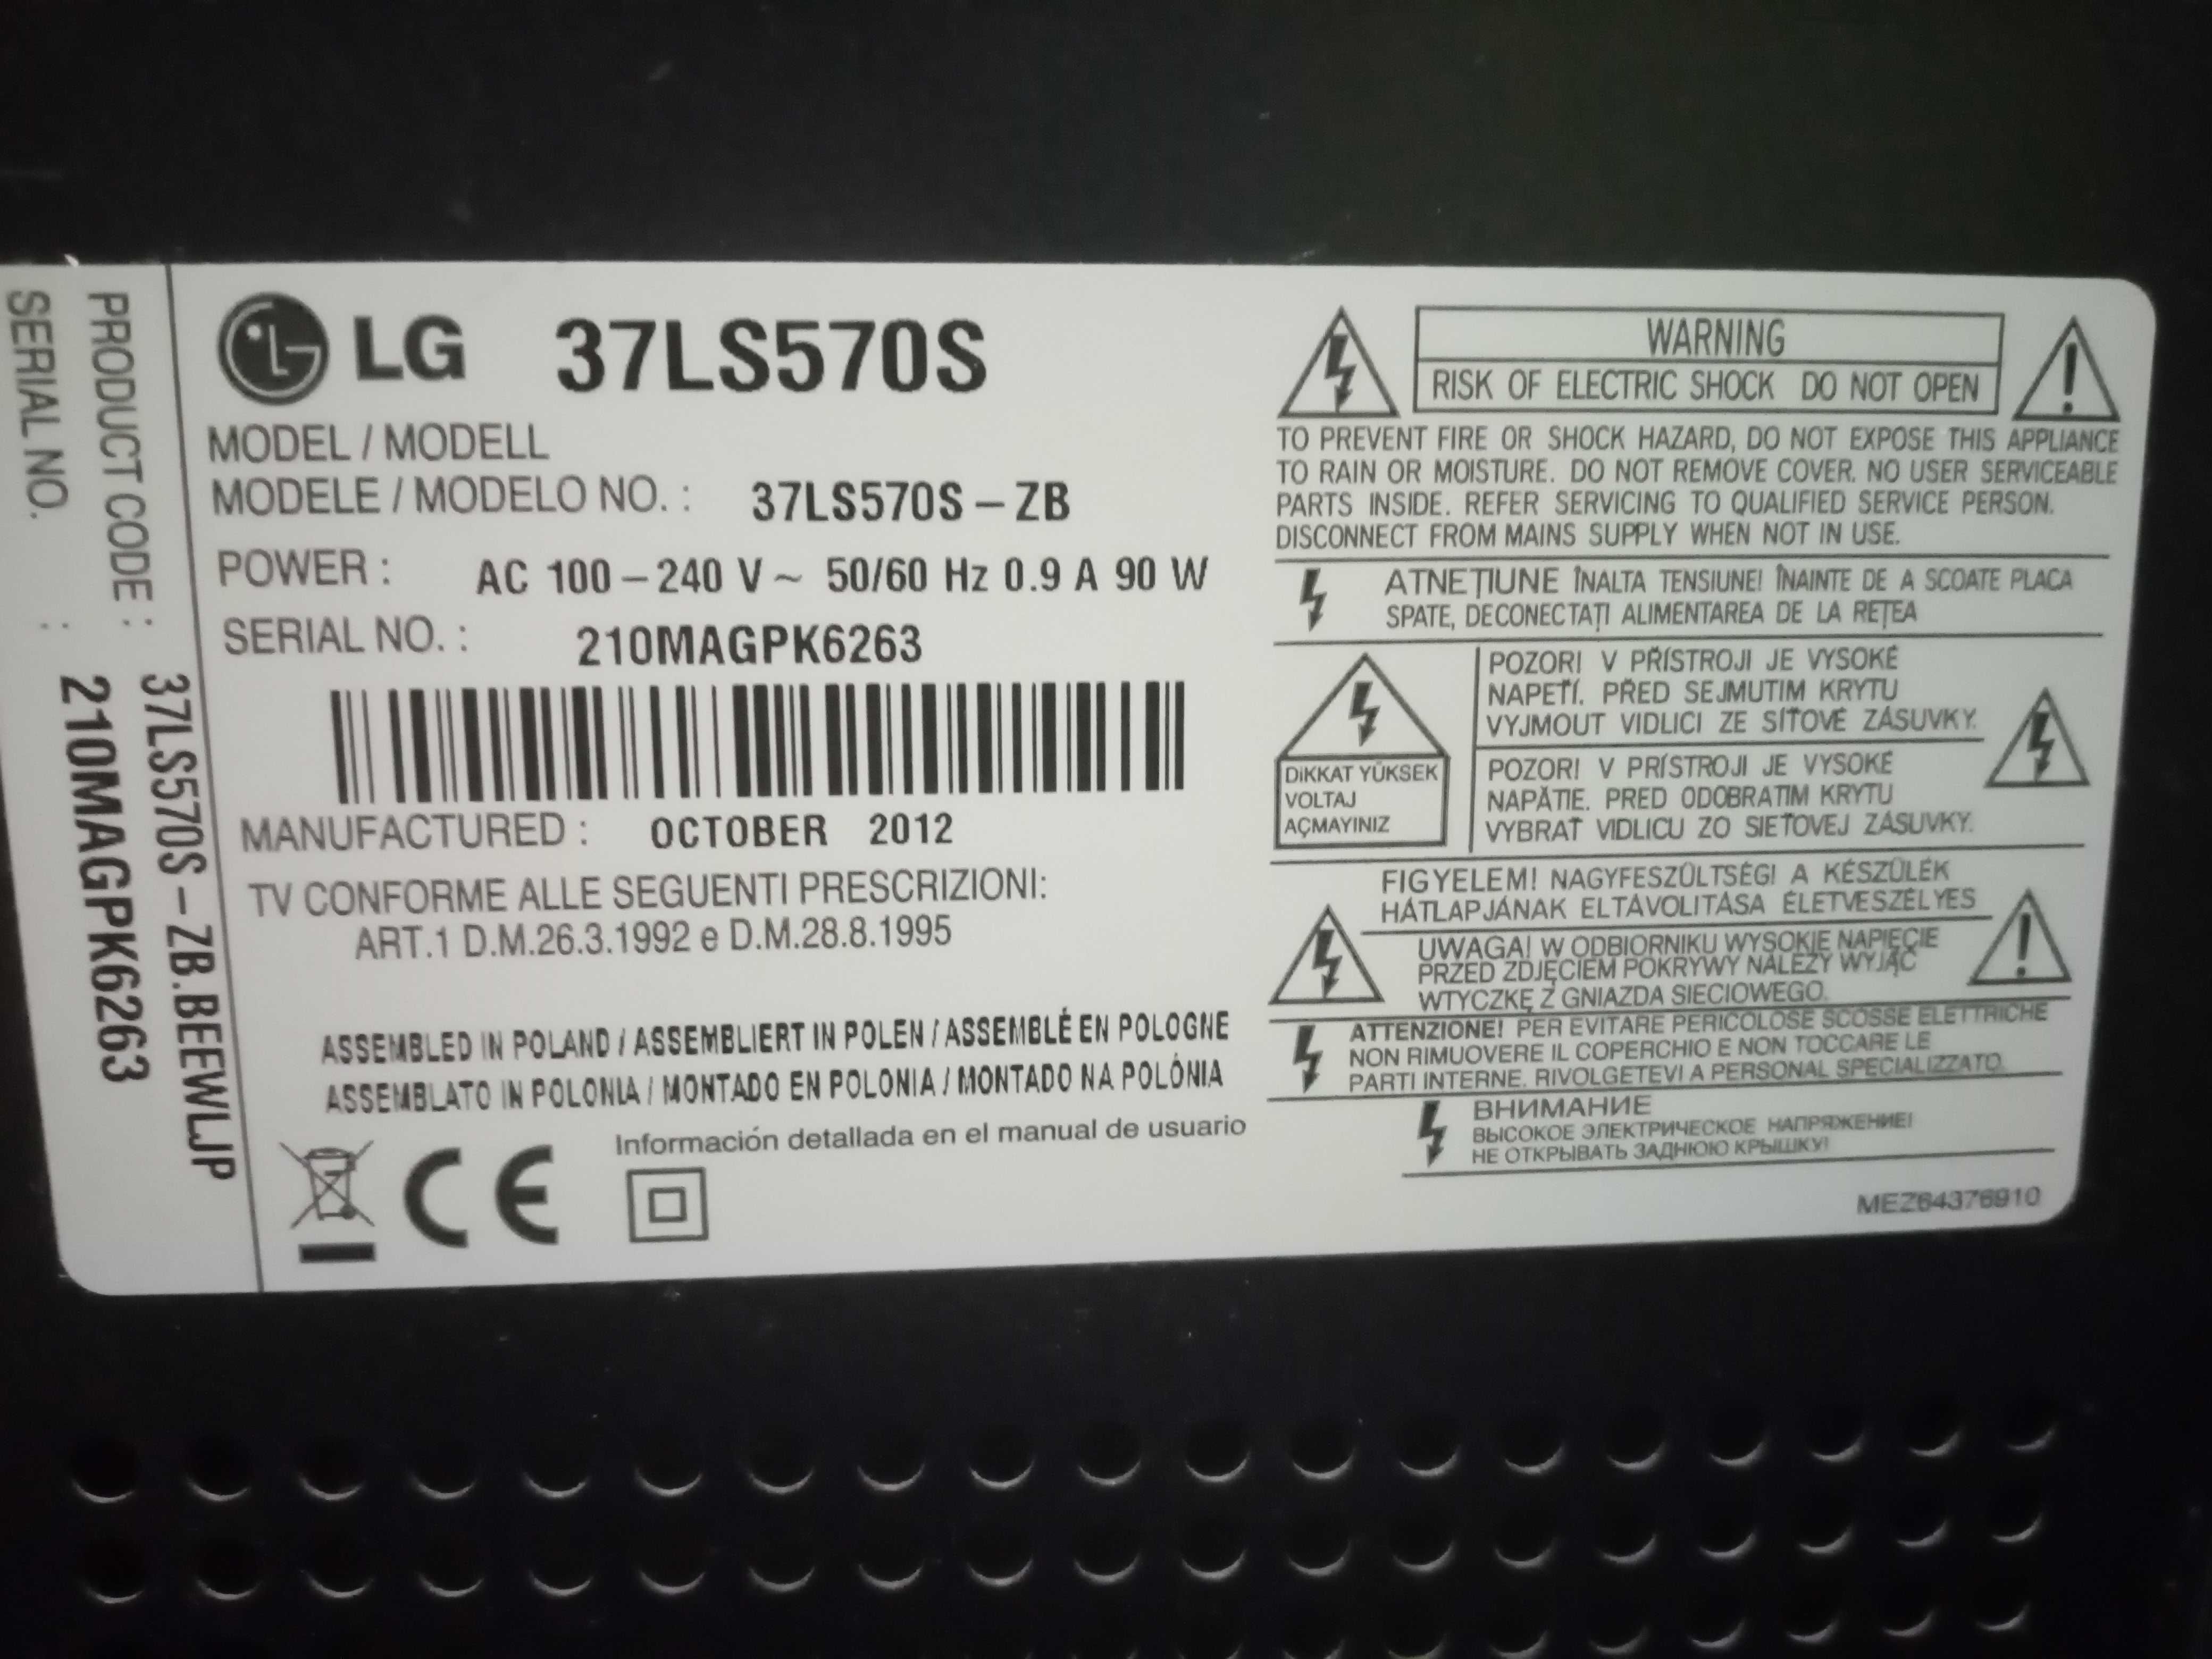 PRODUCT CODE : 37LS570S – ZB.BEEWLJP
SERIAL NO. : 210MAGPK6263
LG 37LS570S
MODEL / MODELL
MODELE / MODELO NO. : 37LS570S – ZB
POWER : AC 100 – 240 V ~ 50/60 Hz 0.9 A 90 W
SERIAL NO. : 210MAGPK6263
MANUFACTURED : OCTOBER 2012
TV CONFORME ALLE SEGUENTI PRESCRIZIONI:
ART.1 D.M.26.3.1992 e D.M.28.8.1995
ASSEMBLED IN POLAND / ASSEMBLIERT IN POLEN / ASSEMBLÉ EN POLOGNE
ASSEMBLATO IN POLONIA / MONTADO EN POLONIA / MONTADO NA POLÓNIA
Información detallada en el manual de usuario
CE
WARNING
RISK OF ELECTRIC SHOCK DO NOT OPEN
TO PREVENT FIRE OR SHOCK HAZARD, DO NOT EXPOSE THIS APPLIANCE
TO RAIN OR MOISTURE. DO NOT REMOVE COVER. NO USER SERVICEABLE
PARTS INSIDE. REFER SERVICING TO QUALIFIED SERVICE PERSON.
DISCONNECT FROM MAINS SUPPLY WHEN NOT IN USE.
ATNEȚIUNE ÎNALTA TENSIUNE! ÎNAINTE DE A SCOATE PLACA
SPATE, DECONECTAȚI ALIMENTAREA DE LA REȚEA
DİKKAT YÜKSEK
VOLTAJ
AÇMAYINIZ
POZOR! V PŘÍSTROJI JE VYSOKÉ
NAPĚTÍ. PŘED SEJMUTIM KRYTU
VYJMOUT VIDLICI ZE SÍŤOVÉ ZÁSUVKY.
POZOR! V PRÍSTROJI JE VYSOKÉ
NAPÄTIE. PRED ODOBRATIM KRYTU
VYBRAŤ VIDLICU ZO SIEŤOVEJ ZÁSUVKY.
FIGYELEM! NAGYFESZÜLTSÉG! A KÉSZÜLÉK
HÁTLAPJÁNAK ELTÁVOLITÁSA ÉLETVESZÉLYES
UWAGA! W ODBIORNIKU WYSOKIE NAPIĘCIE
PRZED ZDJĘCIEM POKRYWY NALEŻY WYJĄĆ
WTYCZKĘ Z GNIAZDA SIECIOWEGO.
ATTENZIONE! PER EVITARE PERICOLOSE SCOSSE ELETTRICHE
NON RIMUOVERE IL COPERCHIO E NON TOCCARE LE
PARTI INTERNE. RIVOLGETEVI A PERSONAL SPECIALIZZATO.
ВНИМАНИЕ
ВЫСОКОЕ ЭЛЕКТРИЧЕСКОЕ НАПРЯЖЕНИЕ!
НЕ ОТКРЫВАТЬ ЗАДНЮЮ КРЫШКУ!
MEZ64376910